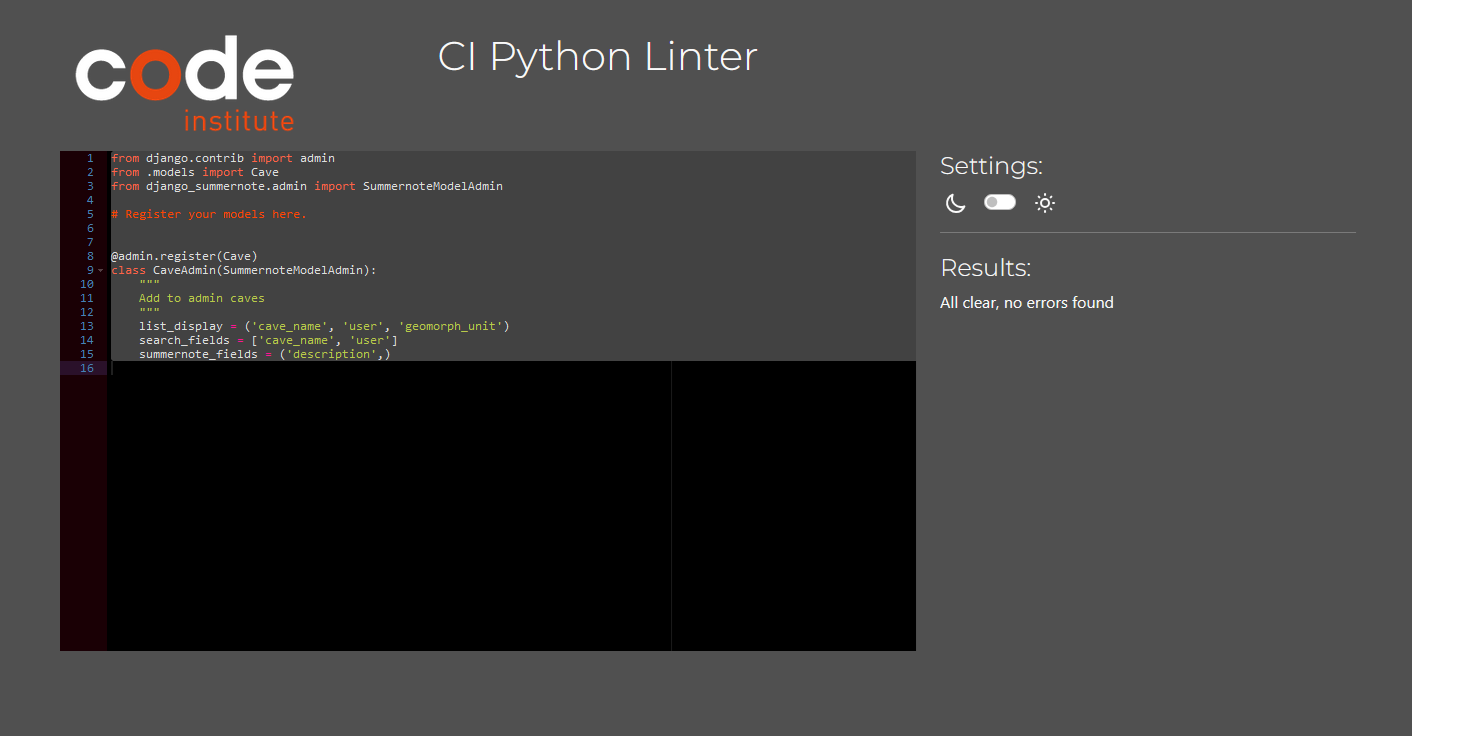 code
institute
CI Python Linter
1 from django.contrib import admin
2 from .models import Cave
3 from django_summernote.admin import SummernoteModelAdmin
4
5 # Register your models here.
6
7
8 @admin.register(Cave)
9 class CaveAdmin(SummernoteModelAdmin):
10     """
11     Add to admin caves
12     """
13     list_display = ('cave_name', 'user', 'geomorph_unit')
14     search_fields = ['cave_name', 'user']
15     summernote_fields = ('description',)
16
Settings:
Results:
All clear, no errors found